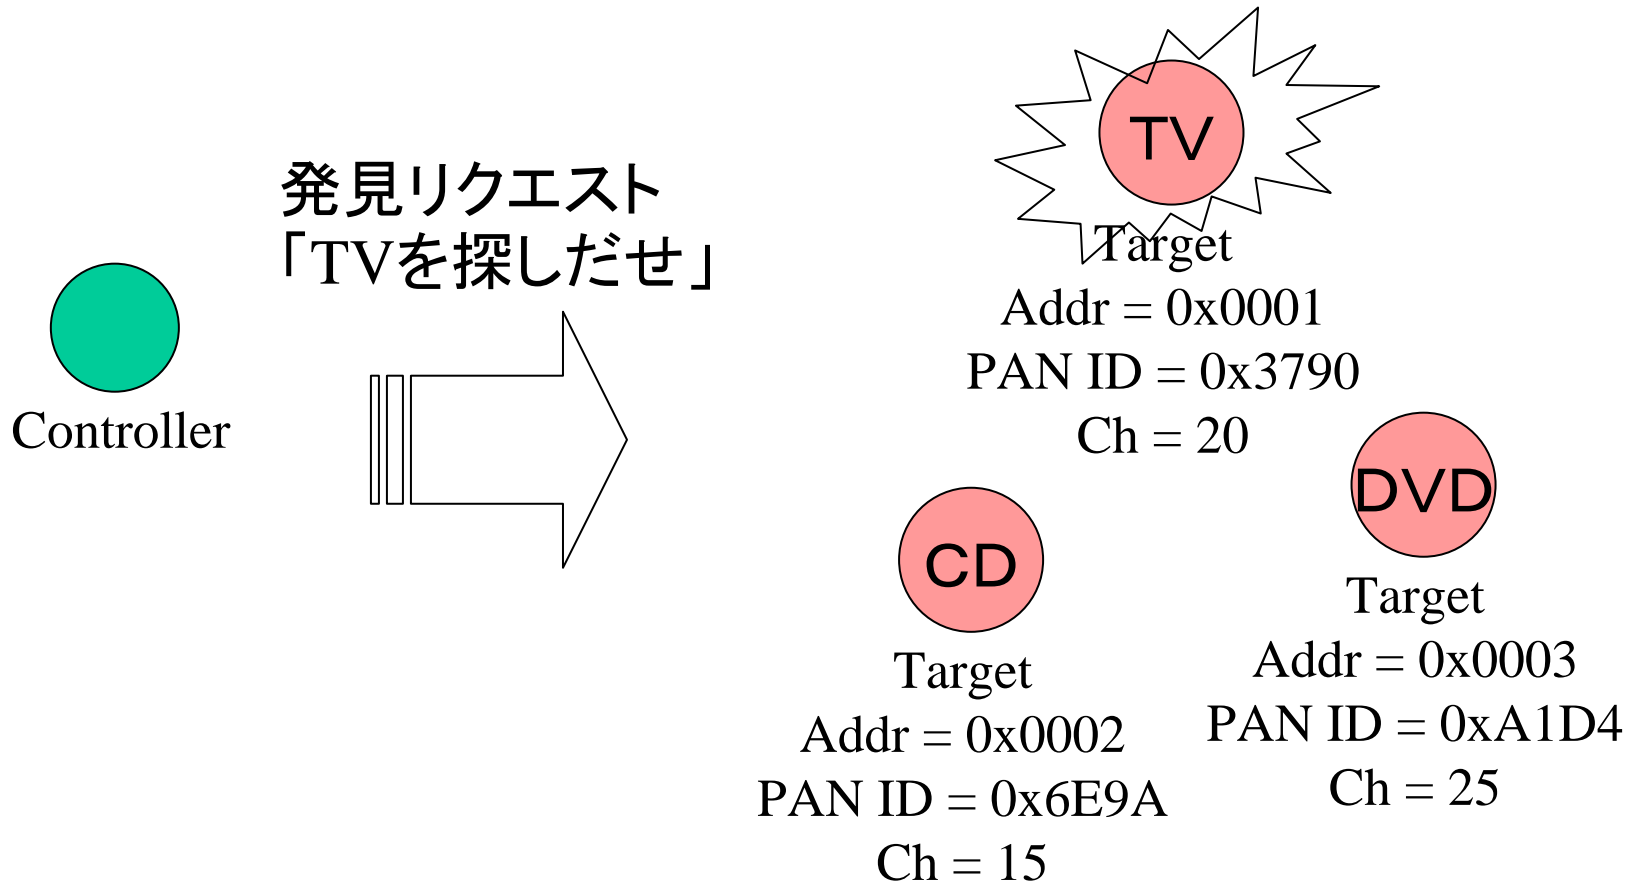 発見リクエスト
「TVを探しだせ」
Controller
TV
Target
Addr = 0x0001
PAN ID = 0x3790
Ch = 20
CD
Target
Addr = 0x0002
PAN ID = 0x6E9A
Ch = 15
DVD
Target
Addr = 0x0003
PAN ID = 0xA1D4
Ch = 25